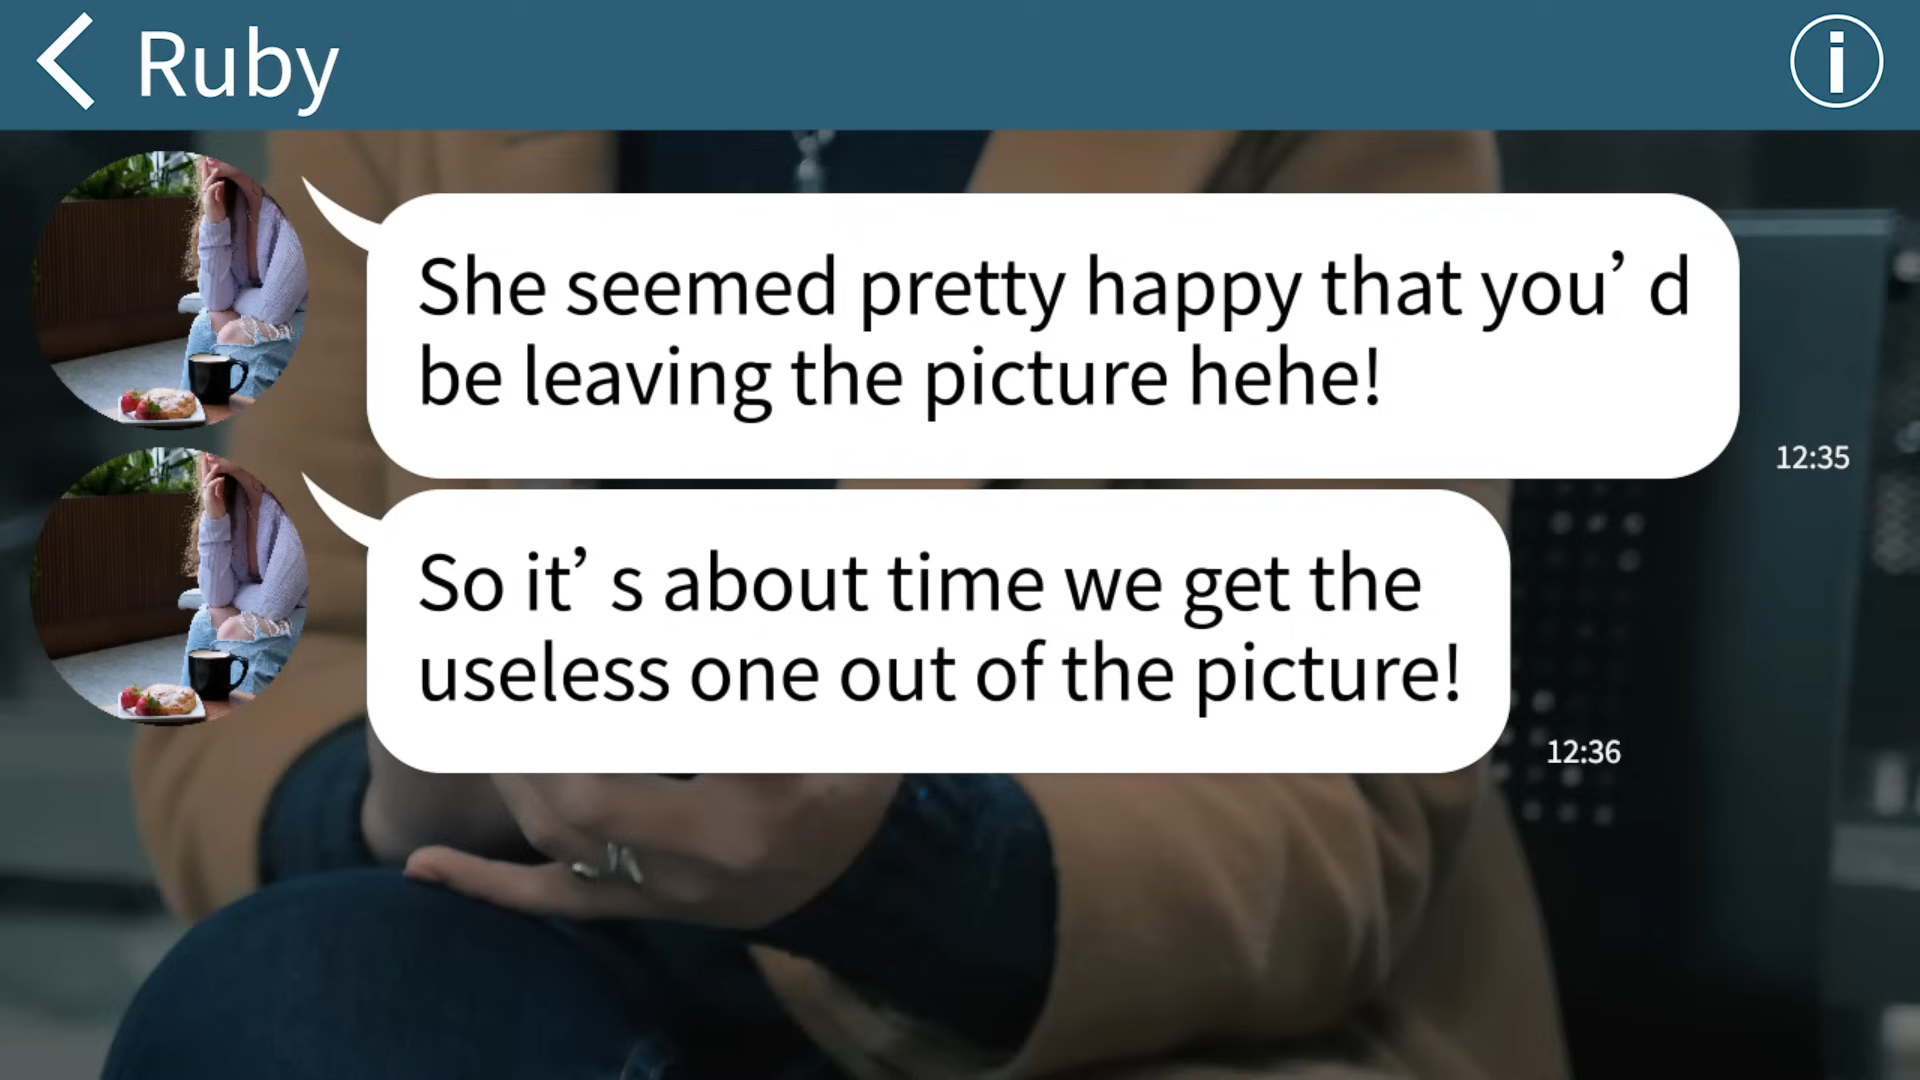 Ruby
She seemed pretty happy that you’d
be leaving the picture hehe!
12:35
So it’s about time we get the
useless one out of the picture!
12:36